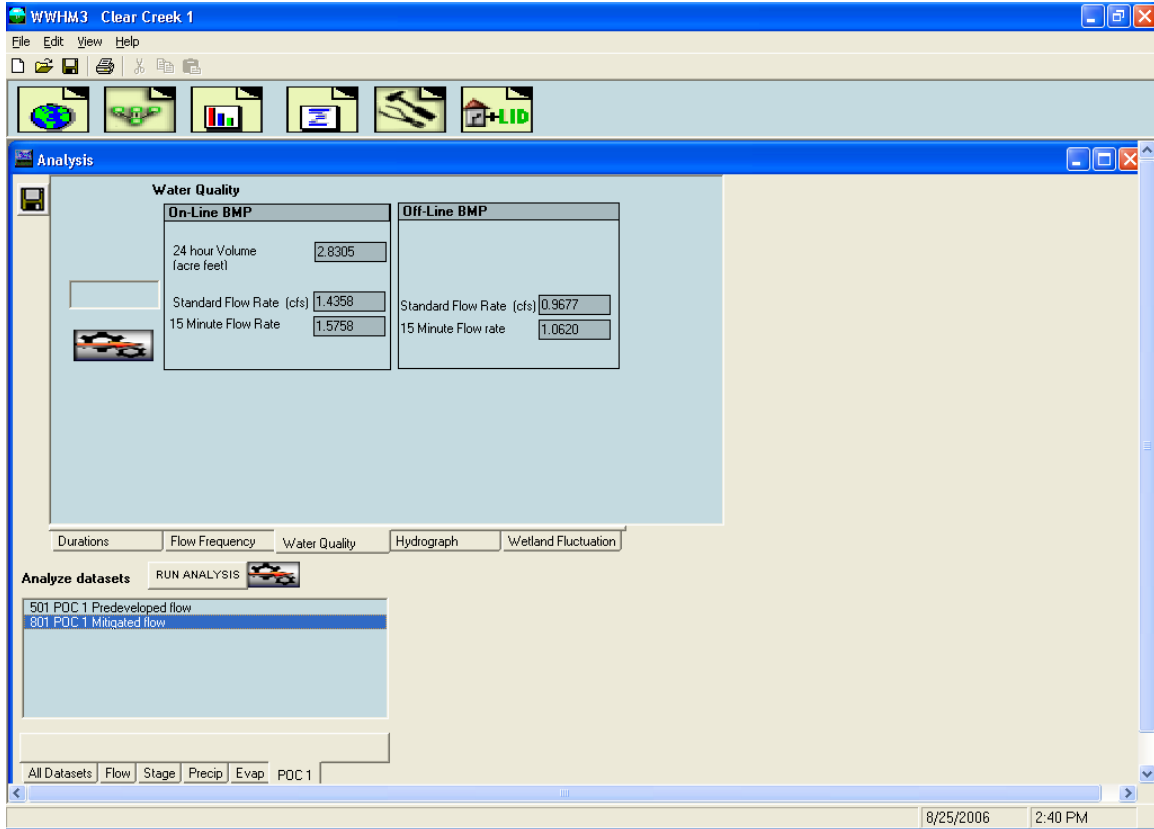 WWHM3 Clear Creek 1
File Edit View Help
+LID
Analysis
Water Quality
On-Line BMP
Off-Line BMP
24 hour Volume 2.8305
(acre feet)
Standard Flow Rate (cfs) 1.4358
15 Minute Flow Rate 1.5758
Standard Flow Rate (cfs) 0.9677
15 Minute Flow rate 1.0620
Durations Flow Frequency Water Quality Hydrograph Wetland Fluctuation
Analyze datasets RUN ANALYSIS
501 POC 1 Predeveloped flow
801 POC 1 Mitigated flow
All Datasets Flow Stage Precip Evap POC 1
8/25/2006 2:40 PM